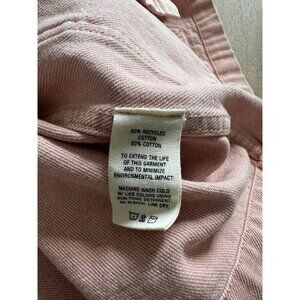 50% RECYCLED
COTTON
50% COTTON
TO EXTEND THE LIFE
OF THIS GARMENT
AND TO MINIMIZE
ENVIRONMENTAL IMPACT:
MACHINE WASH COLD
W/ LIKE COLORS USING
NON-TOXIC DETERGENT
NO BLEACH. LINE DRY.